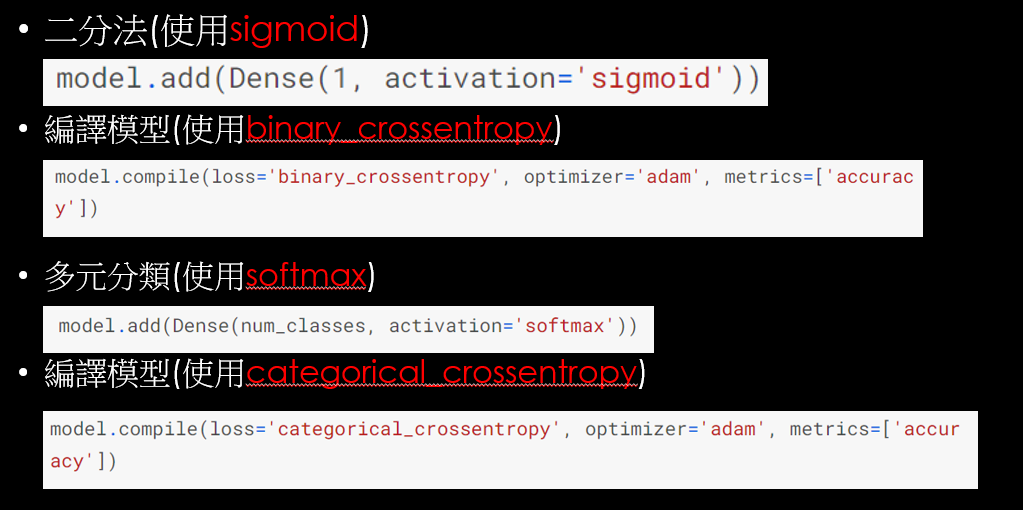 • 二分法(使用sigmoid)
model.add(Dense(1, activation='sigmoid'))
• 編譯模型(使用binary_crossentropy)
model.compile(loss='binary_crossentropy', optimizer='adam', metrics=['accurac
y'])
• 多元分類(使用softmax)
model.add(Dense(num_classes, activation='softmax'))
• 編譯模型(使用categorical_crossentropy)
model.compile(loss='categorical_crossentropy', optimizer='adam', metrics=['accur
acy'])